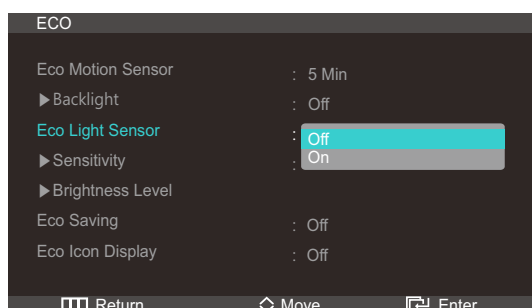 ECO
Eco Motion Sensor : 5 Min
▶Backlight : Off
Eco Light Sensor : Off
▶Sensitivity : On
▶Brightness Level
Eco Saving : Off
Eco Icon Display : Off
Return Move Enter